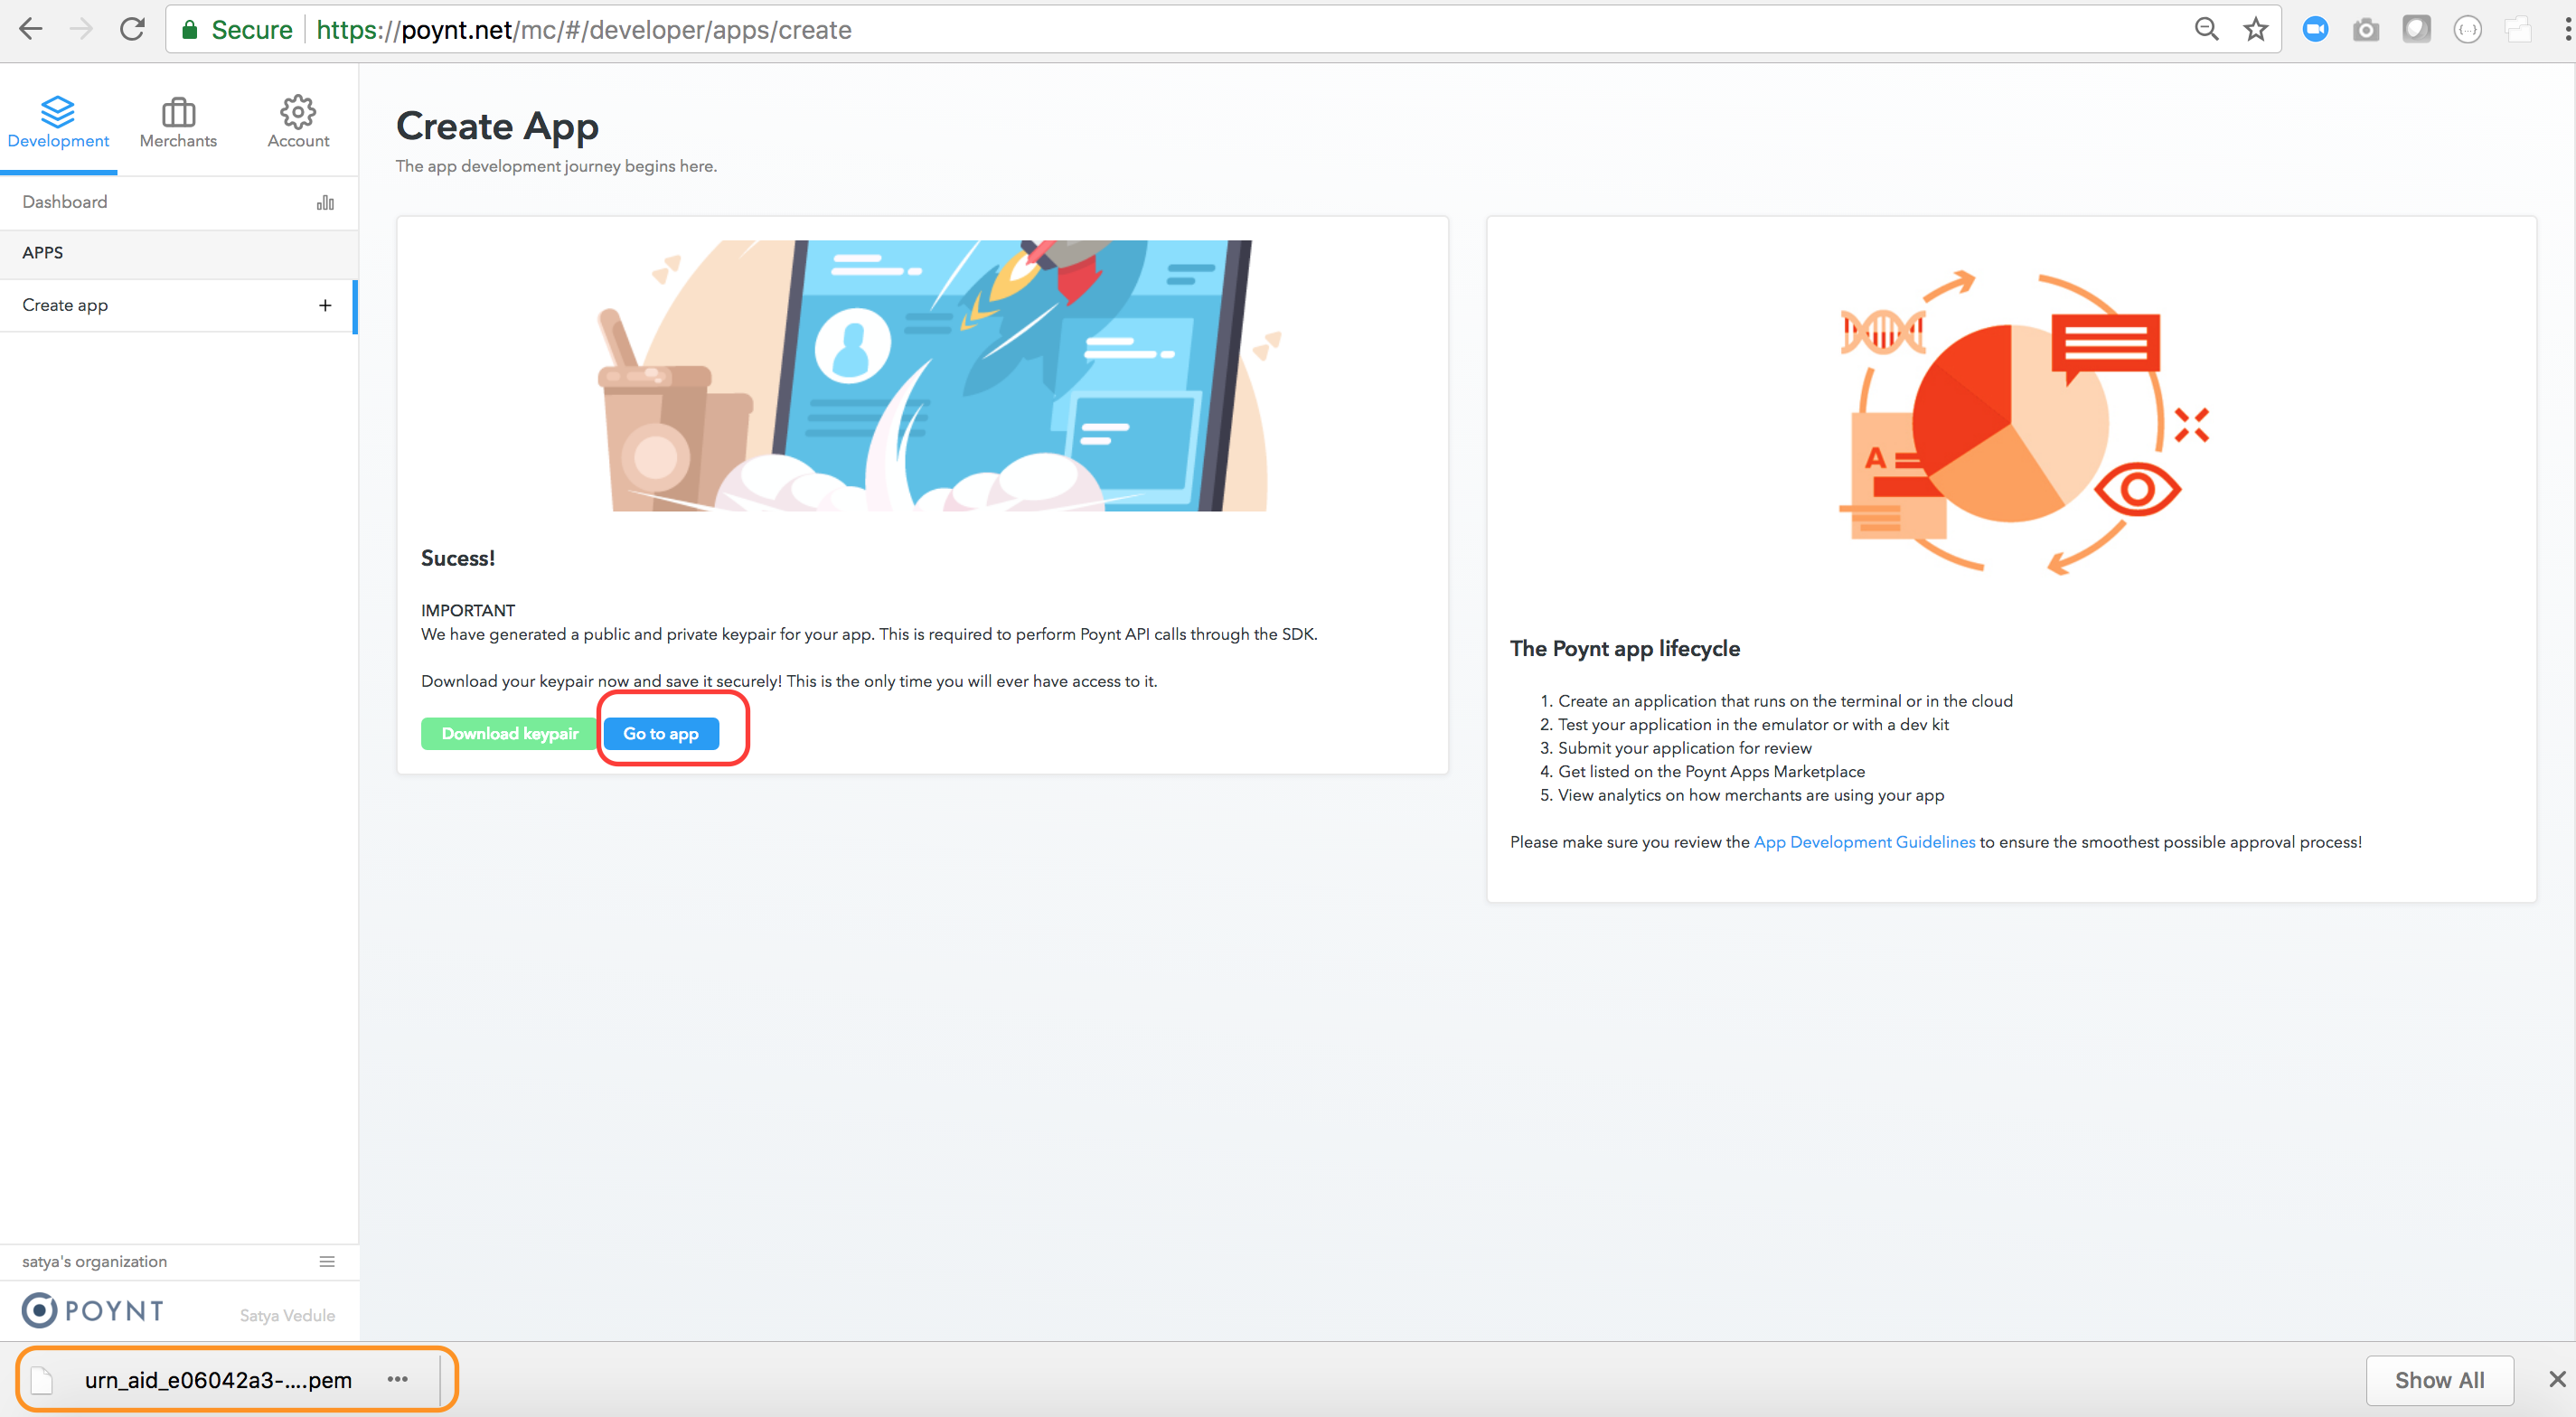 Secure https://poynt.net/mc/#/developer/apps/create
Development Merchants Account
Dashboard
APPS
Create app +
Create App
The app development journey begins here.
Sucess!
IMPORTANT
We have generated a public and private keypair for your app. This is required to perform Poynt API calls through the SDK.
Download your keypair now and save it securely! This is the only time you will ever have access to it.
Download keypair Go to app
A
The Poynt app lifecycle
1. Create an application that runs on the terminal or in the cloud
2. Test your application in the emulator or with a dev kit
3. Submit your application for review
4. Get listed on the Poynt Apps Marketplace
5. View analytics on how merchants are using your app
Please make sure you review the App Development Guidelines to ensure the smoothest possible approval process!
satya's organization
POYNT Satya Vedule
urn_aid_e06042a3-....pem
Show All